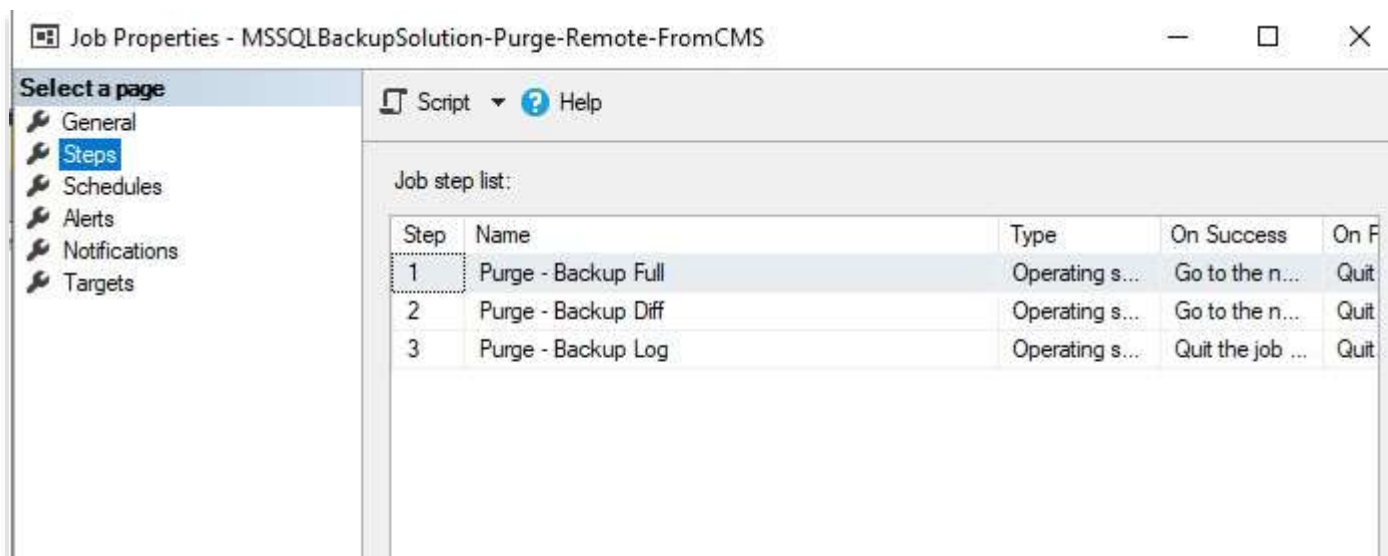 Job Properties - MSSQLBackupSolution-Purge-Remote-FromCMS
Select a page
General
Steps
Schedules
Alerts
Notifications
Targets
Script Help
Job step list:
Step Name Type On Success On F
1 Purge - Backup Full Operating s... Go to the n... Quit
2 Purge - Backup Diff Operating s... Go to the n... Quit
3 Purge - Backup Log Operating s... Quit the job ... Quit